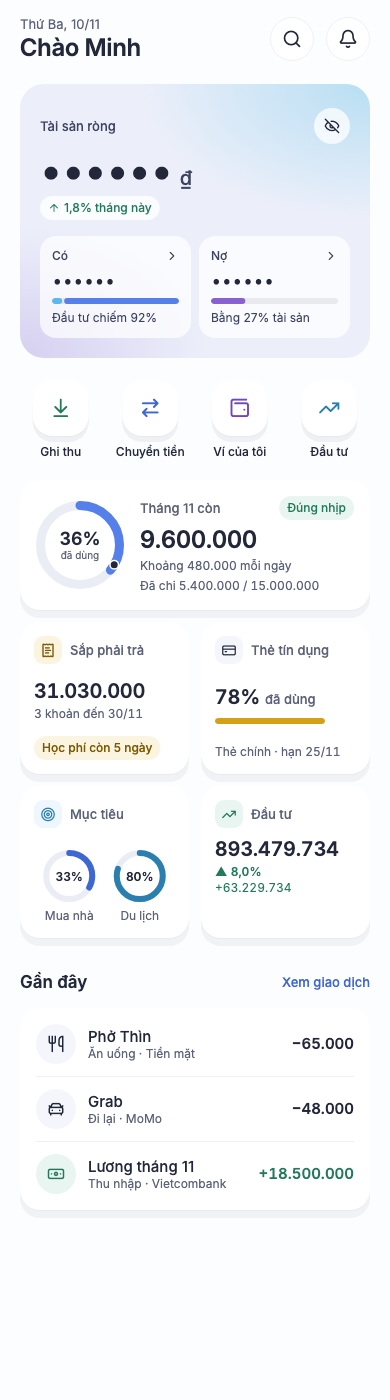 Thứ Ba, 10/11
Chào Minh
Tài sản ròng
●●●●●● ₫
↑ 1,8% tháng này
Có
••••••
Đầu tư chiếm 92%
Nợ
••••••
Bằng 27% tài sản
Ghi thu
Chuyển tiền
Ví của tôi
Đầu tư
36%
đã dùng
Tháng 11 còn
Đúng nhịp
9.600.000
Khoảng 480.000 mỗi ngày
Đã chi 5.400.000 / 15.000.000
Sắp phải trả
31.030.000
3 khoản đến 30/11
Học phí còn 5 ngày
Thẻ tín dụng
78% đã dùng
Thẻ chính · hạn 25/11
Mục tiêu
33%
Mua nhà
80%
Du lịch
Đầu tư
893.479.734
▲ 8,0%
+63.229.734
Gần đây
Xem giao dịch
Phở Thìn
Ăn uống · Tiền mặt
−65.000
Grab
Đi lại · MoMo
−48.000
Lương tháng 11
Thu nhập · Vietcombank
+18.500.000